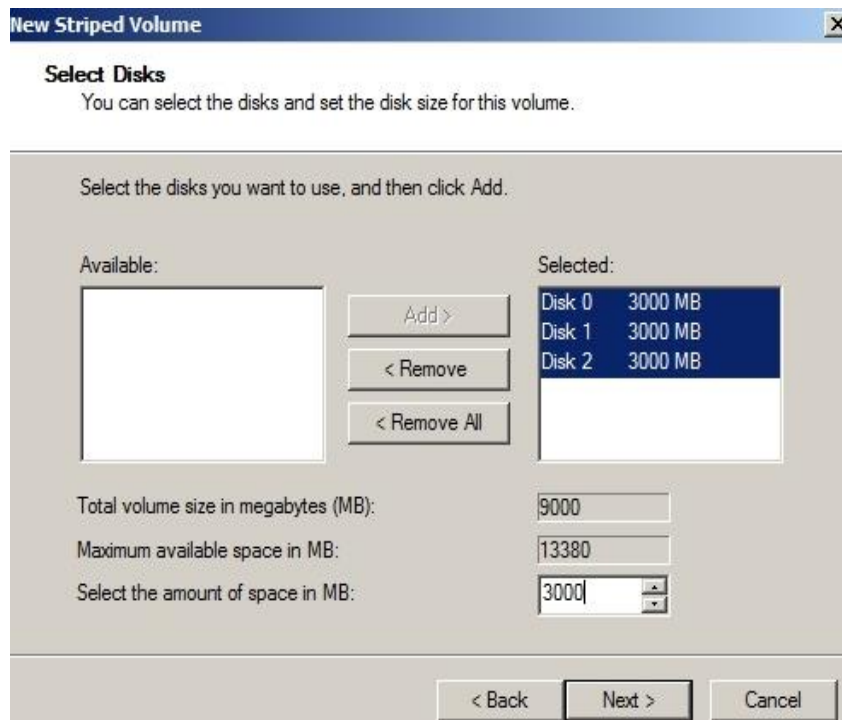 New Striped Volume
Select Disks
You can select the disks and set the disk size for this volume.
Select the disks you want to use, and then click Add.
Available:
Selected:
Add >
< Remove
< Remove All
Disk 0 3000 MB
Disk 1 3000 MB
Disk 2 3000 MB
Total volume size in megabytes (MB): 9000
Maximum available space in MB: 13380
Select the amount of space in MB: 3000
< Back Next > Cancel